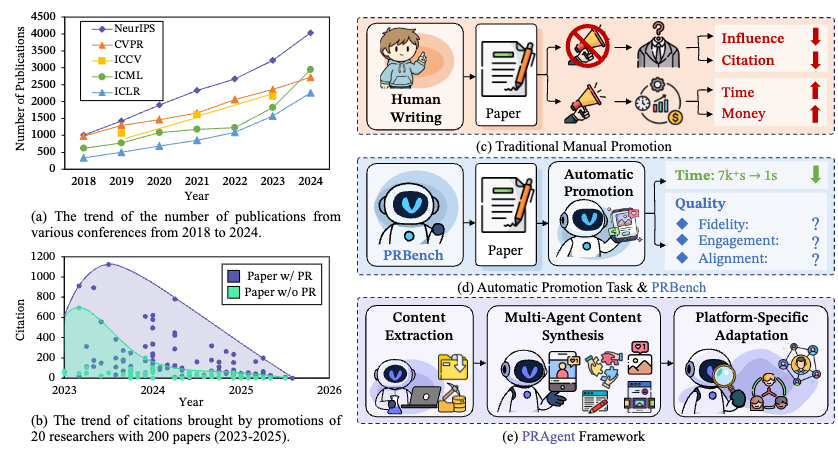 Number of Publications
4500
4000
3500
3000
2500
2000
1500
1000
500
0
NeurIPS
CVPR
ICCV
ICML
ICLR
2018 2019 2020 2021 2022 2023 2024
Year
(a) The trend of the number of publications from
various conferences from 2018 to 2024.
Citation
1200
1000
800
600
400
200
0
Paper w/ PR
Paper w/o PR
2023 2024 2025 2026
Year
(b) The trend of citations brought by promotions of
20 researchers with 200 papers (2023-2025).
Human
Writing
Paper
?
$
Influence
Citation
Time
Money
(c) Traditional Manual Promotion
PRBench
Paper
Automatic
Promotion
Time: 7k⁺s → 1s
Quality
Fidelity: ?
Engagement: ?
Alignment: ?
(d) Automatic Promotion Task & PRBench
Content
Extraction
Multi-Agent Content
Synthesis
Platform-Specific
Adaptation
(e) PRAgent Framework